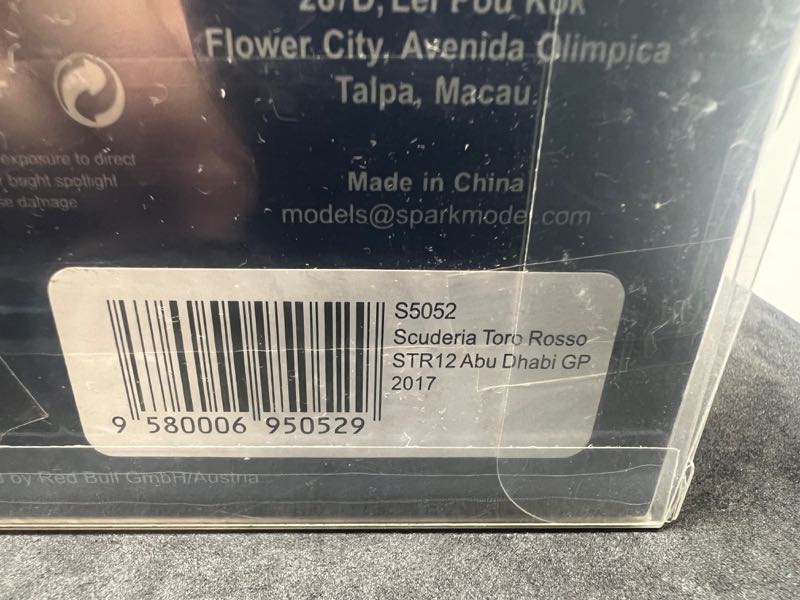 Flower City, Avenida Olimpica
Talpa, Macau.
exposure to direct
bright spotlight
damage
Made in China
models@sparkmodel.com
S5052
Scuderia Toro Rosso
STR12 Abu Dhabi GP
2017
9 580006 950529
by Red Bull GmbH/Austria